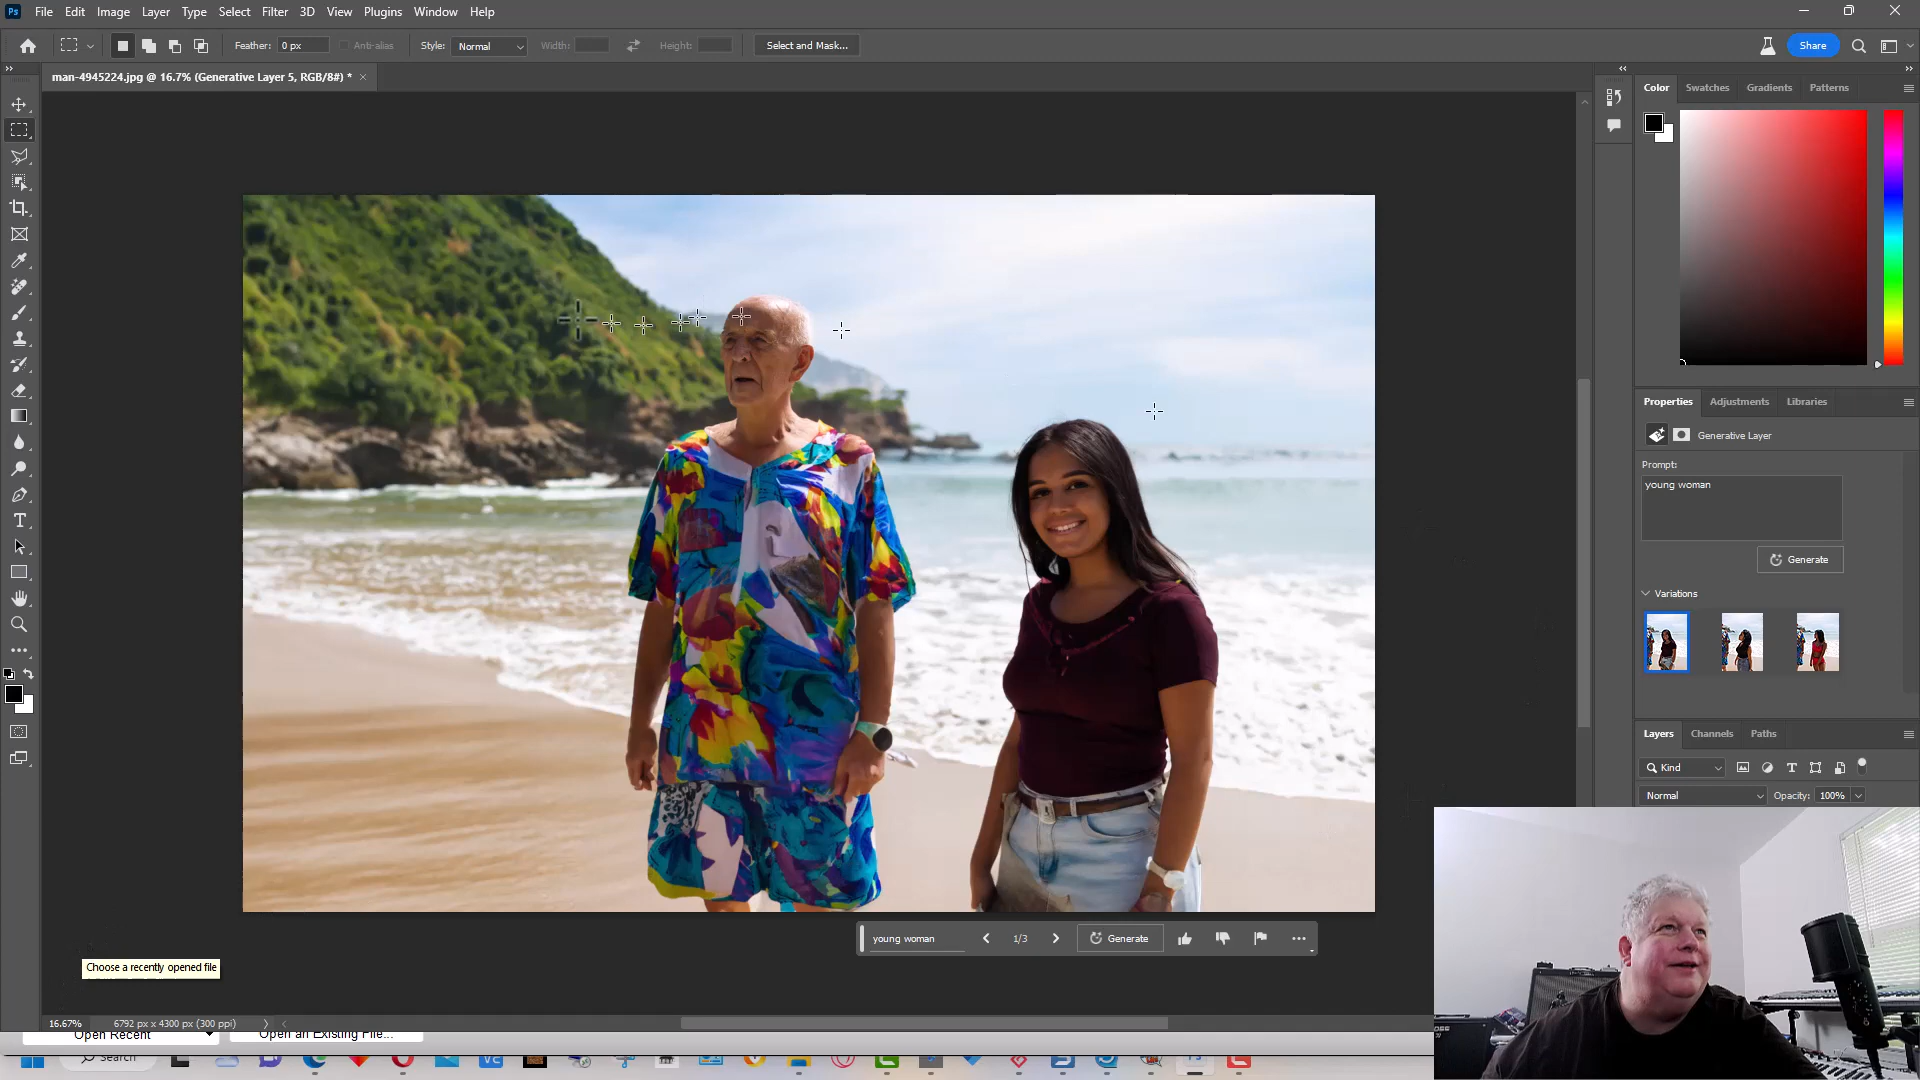 Ps File Edit Image Layer Type Select Filter 3D View Plugins Window Help
Feather: 0 px Anti-alias Style: Normal Width: Height: Select and Mask... Share
man-4945224.jpg @ 16.7% (Generative Layer 5, RGB/8#) * ×
Color Swatches Gradients Patterns
Properties Adjustments Libraries
Generative Layer
Prompt:
young woman
Generate
Variations
Layers Channels Paths
Kind
Normal Opacity: 100%
young woman 1/3 Generate
Choose a recently opened file
16.67% 6792 px x 4300 px (300 ppi)
Open Recent Open an Existing File...
Search